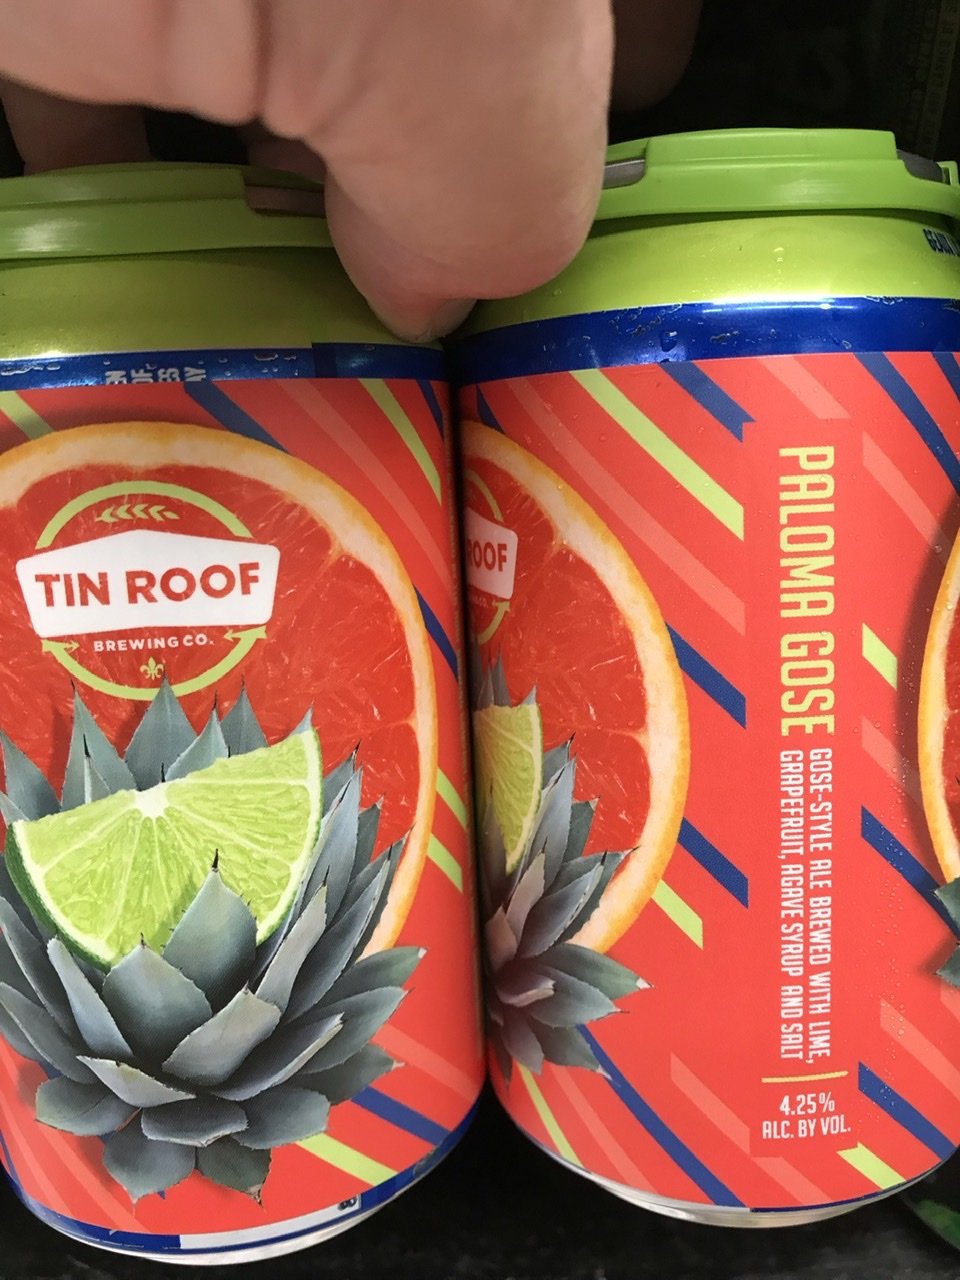 TIN ROOF
BREWING CO.
ROOF
PALOMA GOSE
GOSE-STYLE ALE BREWED WITH LIME,
GRAPEFRUIT, AGAVE SYRUP AND SALT
4.25%
ALC. BY VOL.